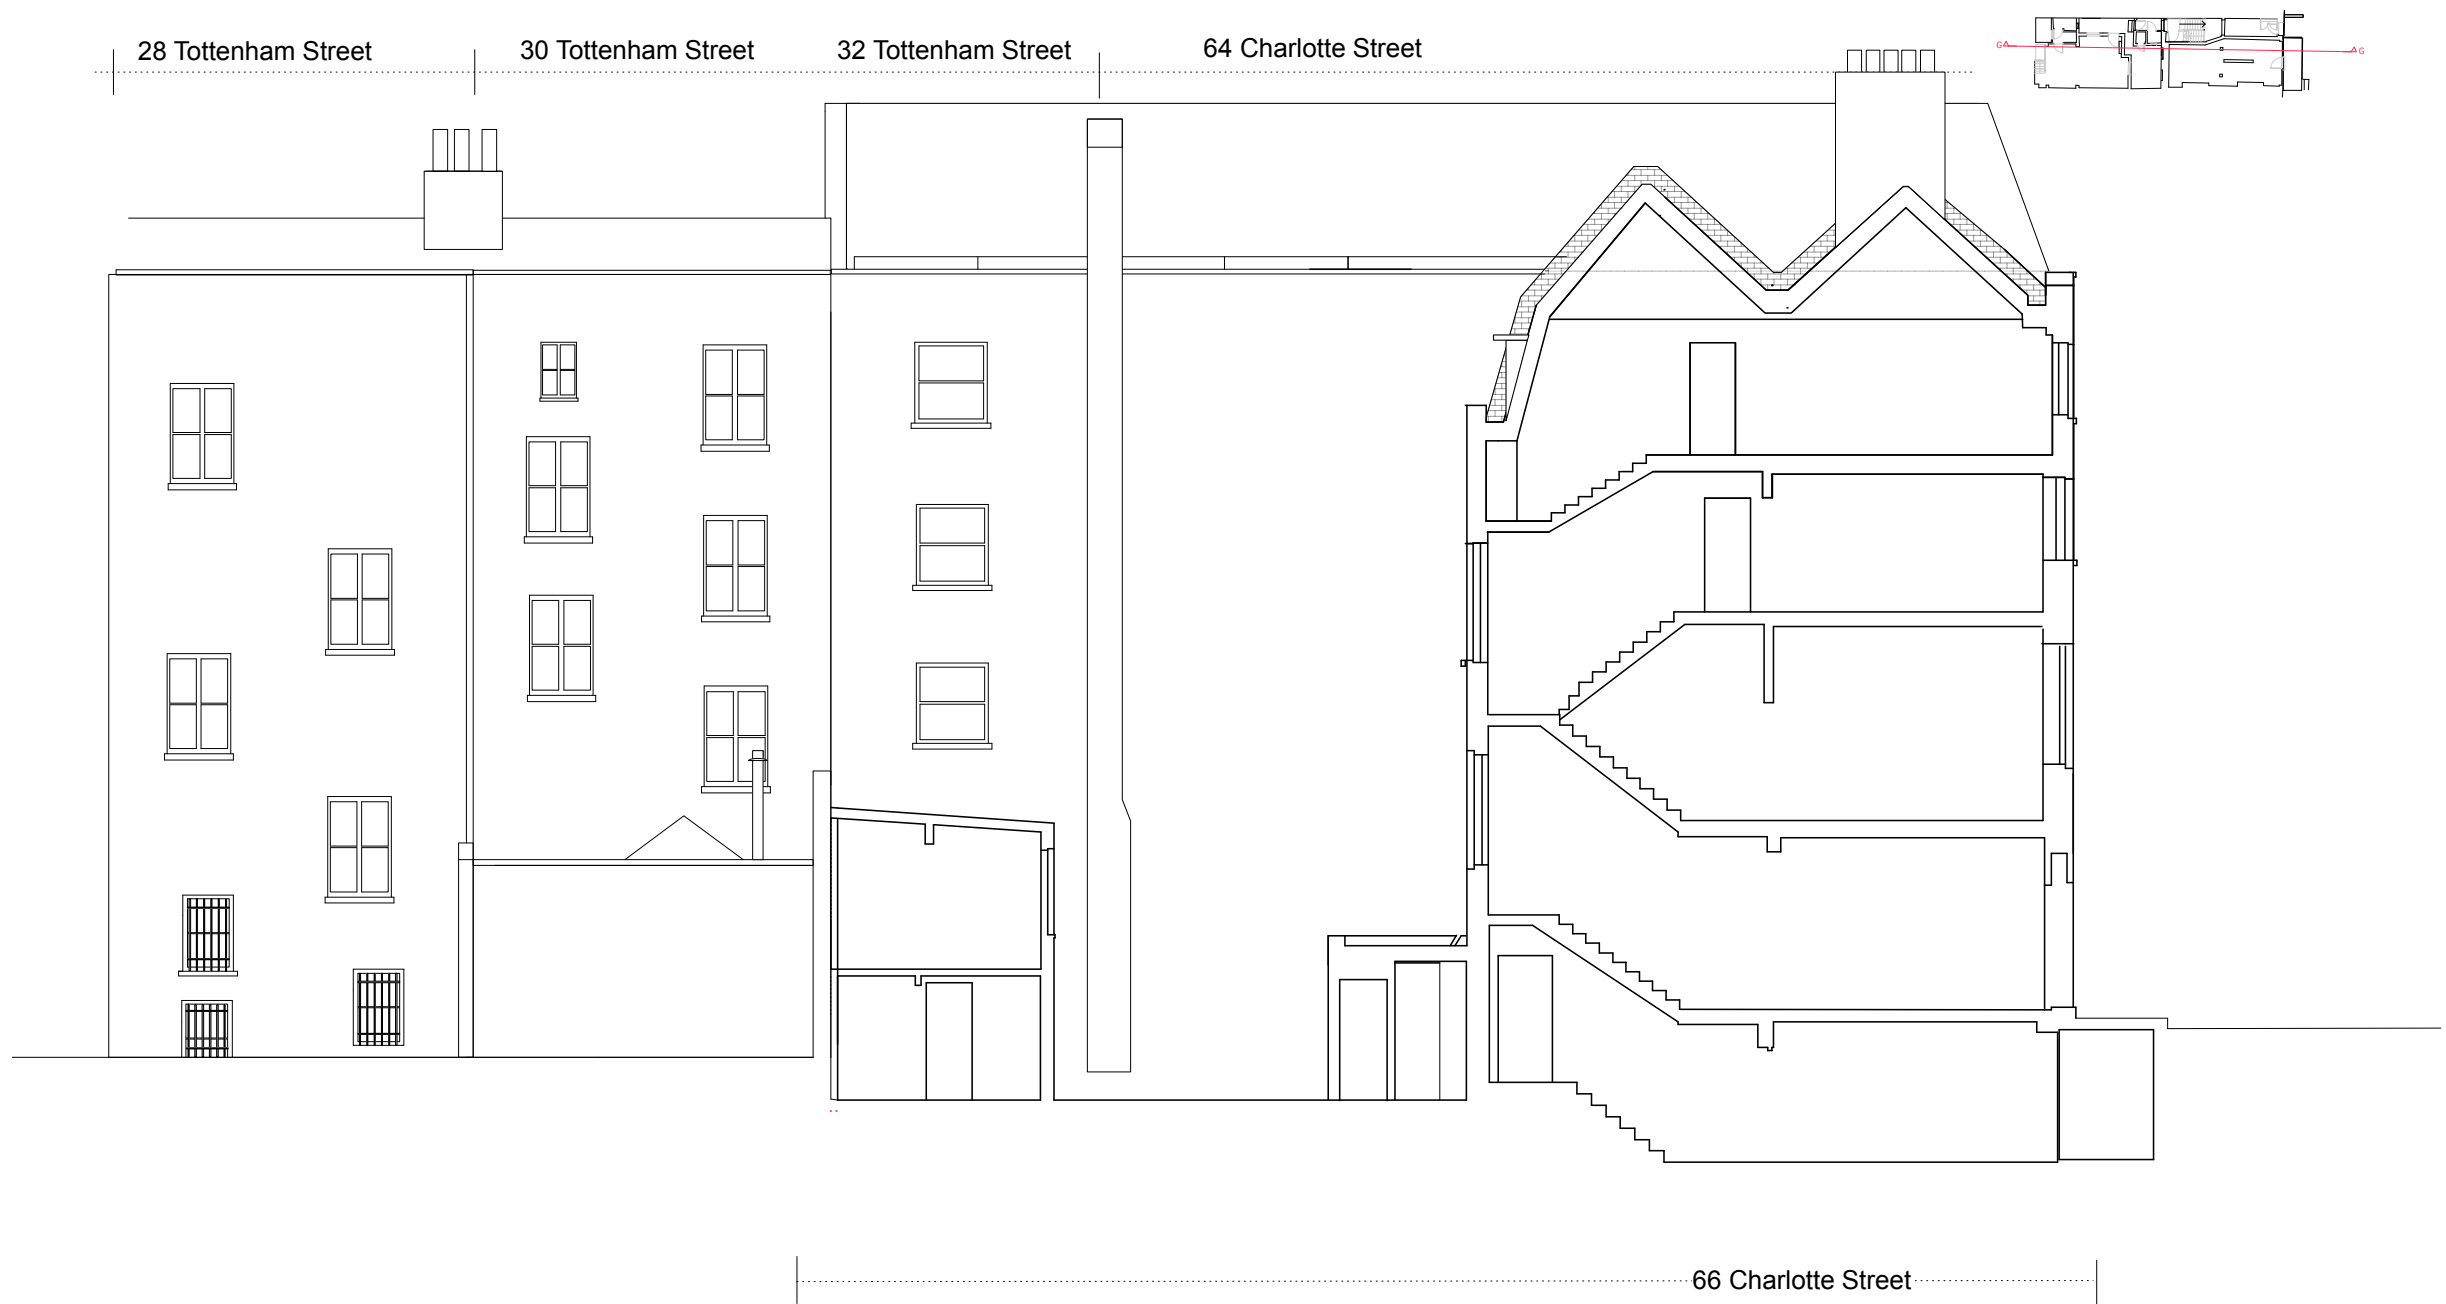 28 Tottenham Street
30 Tottenham Street
32 Tottenham Street
64 Charlotte Street
G
G
66 Charlotte Street